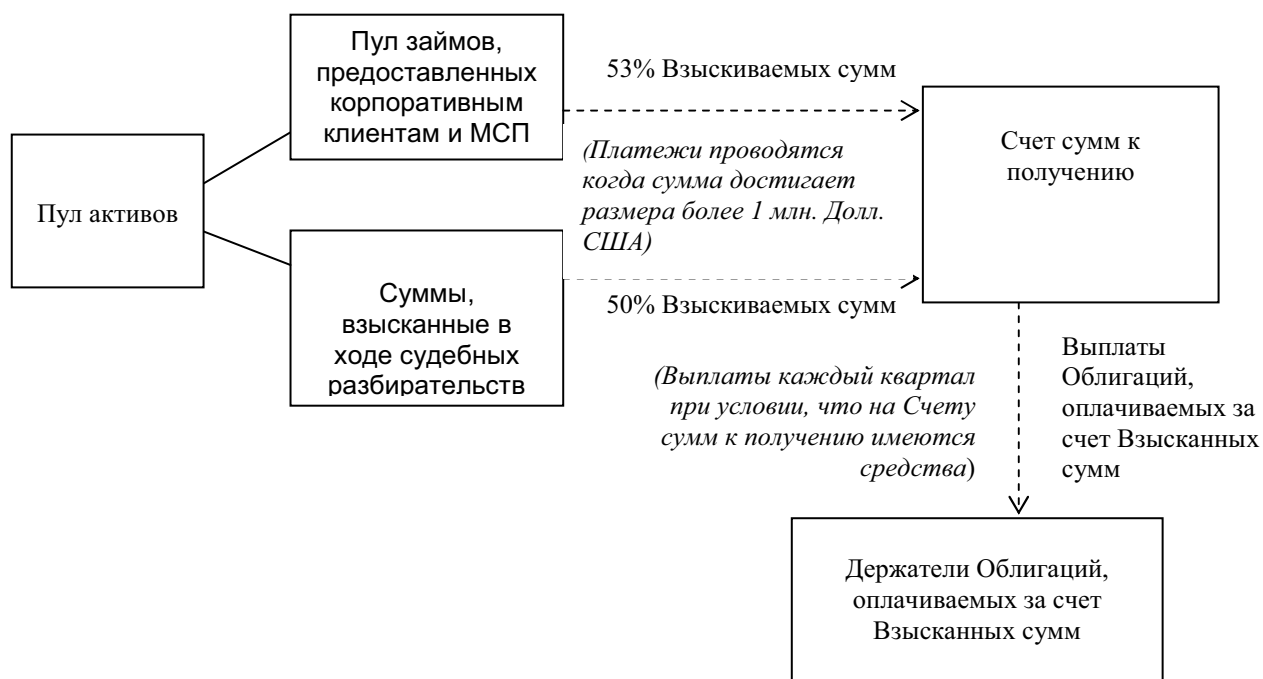 Пул активов
Пул займов,
предоставленных
корпоративным
клиентам и МСП
Суммы,
взысканные в
ходе судебных
разбирательств
53% Взыскиваемых сумм
(Платежи проводятся
когда сумма достигает
размера более 1 млн. Долл.
США)
50% Взыскиваемых сумм
Счет сумм к
получению
(Выплаты каждый квартал
при условии, что на Счету
сумм к получению имеются
средства)
Выплаты
Облигаций,
оплачиваемых за
счет Взысканных
сумм
Держатели Облигаций,
оплачиваемых за счет
Взысканных сумм